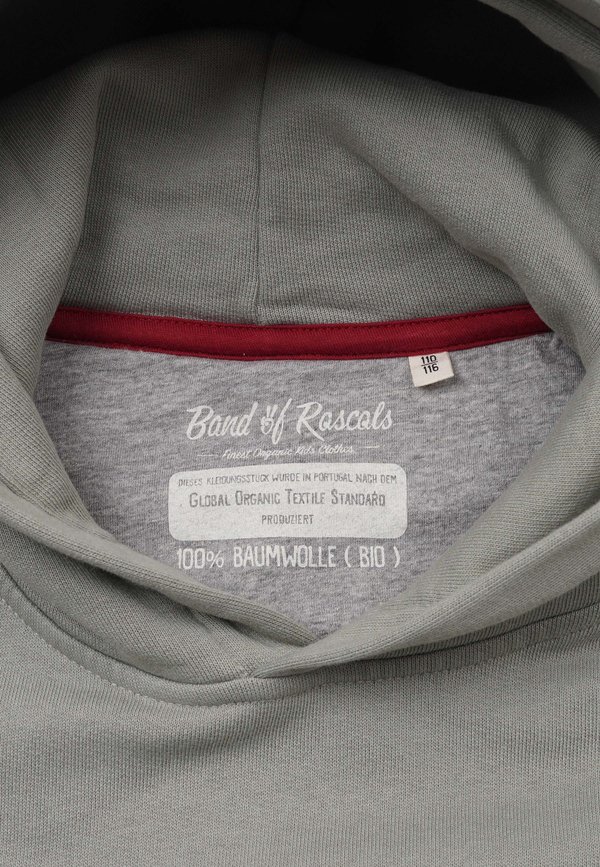 110
116
Band of Rascals
Finest Organic Kids Clothes
DIESES KLEIDUNGSSTÜCK WURDE IN PORTUGAL NACH DEM
GLOBAL ORGANIC TEXTILE STANDARD
PRODUZIERT
100% BAUMWOLLE ( BIO )